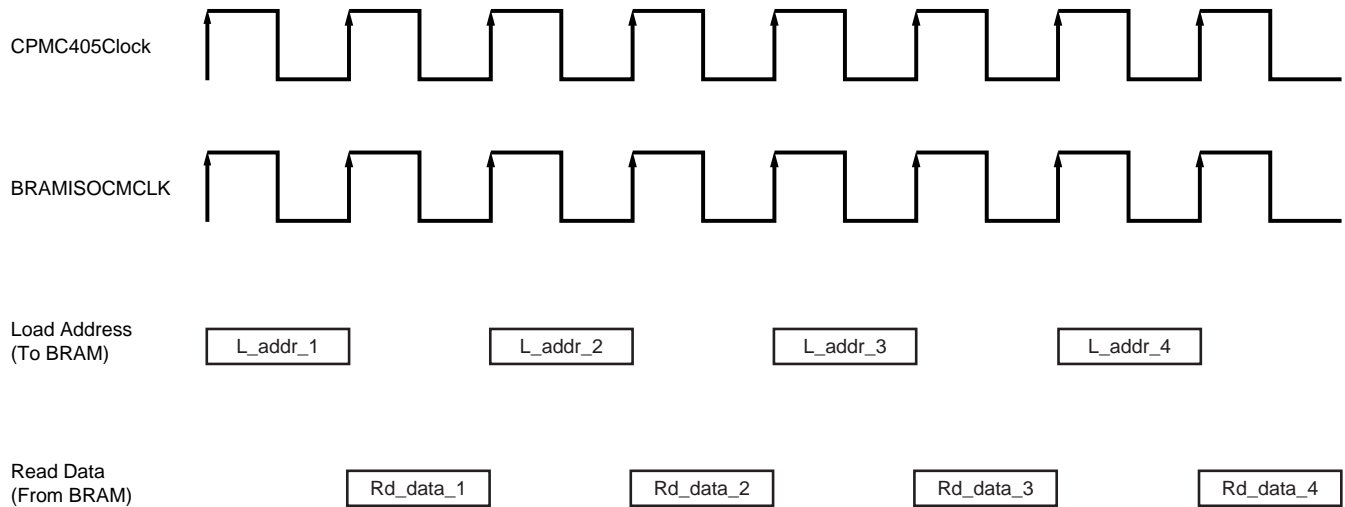 CPMC405Clock
BRAMISOCMCLK
Load Address
(To BRAM)
L_addr_1
L_addr_2
L_addr_3
L_addr_4
Read Data
(From BRAM)
Rd_data_1
Rd_data_2
Rd_data_3
Rd_data_4